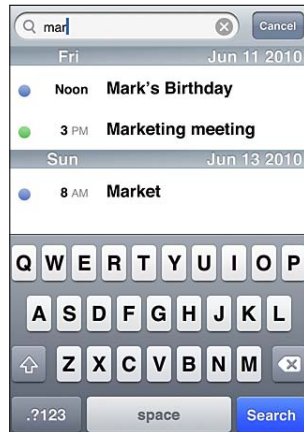 mar Cancel
Fri Jun 11 2010
Noon Mark's Birthday
3 PM Marketing meeting
Sun Jun 13 2010
8 AM Market
Q W E R T Y U I O P
A S D F G H J K L
Z X C V B N M
.?123 space Search